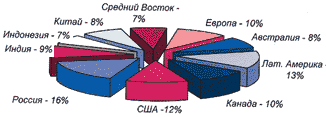 Средний Восток -
7%
Китай - 8%
Европа - 10%
Индонезия - 7%
Австралия - 8%
Индия - 9%
Лат. Америка -
13%
Россия - 16%
США -12%
Канада - 10%